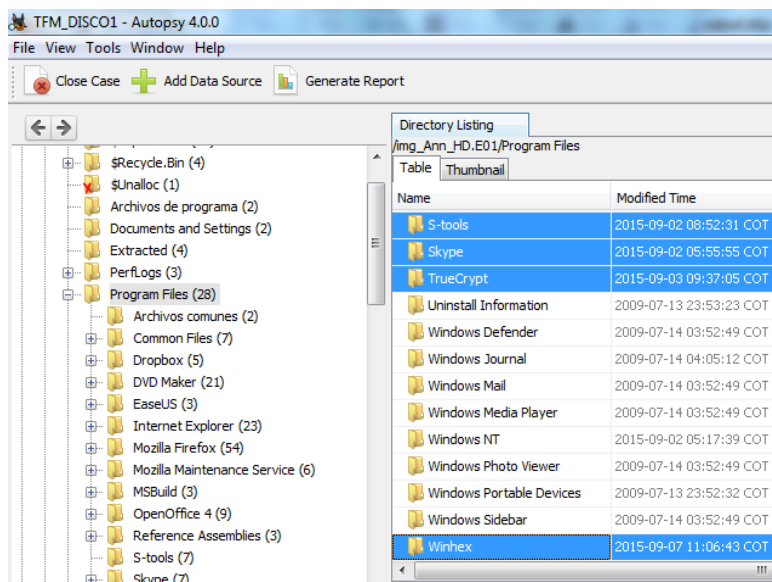 TFM_DISCO1 - Autopsy 4.0.0
File View Tools Window Help
Close Case Add Data Source Generate Report
$Recycle.Bin (4)
$Unalloc (1)
Archivos de programa (2)
Documents and Settings (2)
Extracted (4)
PerfLogs (3)
Program Files (28)
Archivos comunes (2)
Common Files (7)
Dropbox (5)
DVD Maker (21)
EaseUS (3)
Internet Explorer (23)
Mozilla Firefox (54)
Mozilla Maintenance Service (6)
MSBuild (3)
OpenOffice 4 (9)
Reference Assemblies (3)
S-tools (7)
Skype (7)
Directory Listing
/img_Ann_HD.E01/Program Files
Table Thumbnail
Name Modified Time
S-tools 2015-09-02 08:52:31 COT
Skype 2015-09-02 05:55:55 COT
TrueCrypt 2015-09-03 09:37:05 COT
Uninstall Information 2009-07-13 23:53:23 COT
Windows Defender 2009-07-14 03:52:49 COT
Windows Journal 2009-07-14 04:05:12 COT
Windows Mail 2009-07-14 03:52:49 COT
Windows Media Player 2009-07-14 03:52:49 COT
Windows NT 2015-09-02 05:17:39 COT
Windows Photo Viewer 2009-07-14 03:52:49 COT
Windows Portable Devices 2009-07-13 23:52:32 COT
Windows Sidebar 2009-07-14 03:52:49 COT
Winhex 2015-09-07 11:06:43 COT